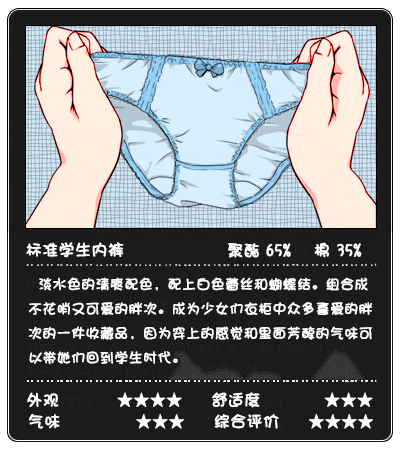 标准学生内裤 聚酯 65% 棉 35%
淡水色的清爽配色，配上白色蕾丝和蝴蝶结。组合成
不花哨又可爱的胖次。成为少女们衣柜中众多喜爱的胖
次的一件收藏品，因为穿上的感觉和里面芳醇的气味可
以带她们回到学生时代。
外观 ★★★★ 舒适度 ★★★
气味 ★★★ 综合评价 ★★★★